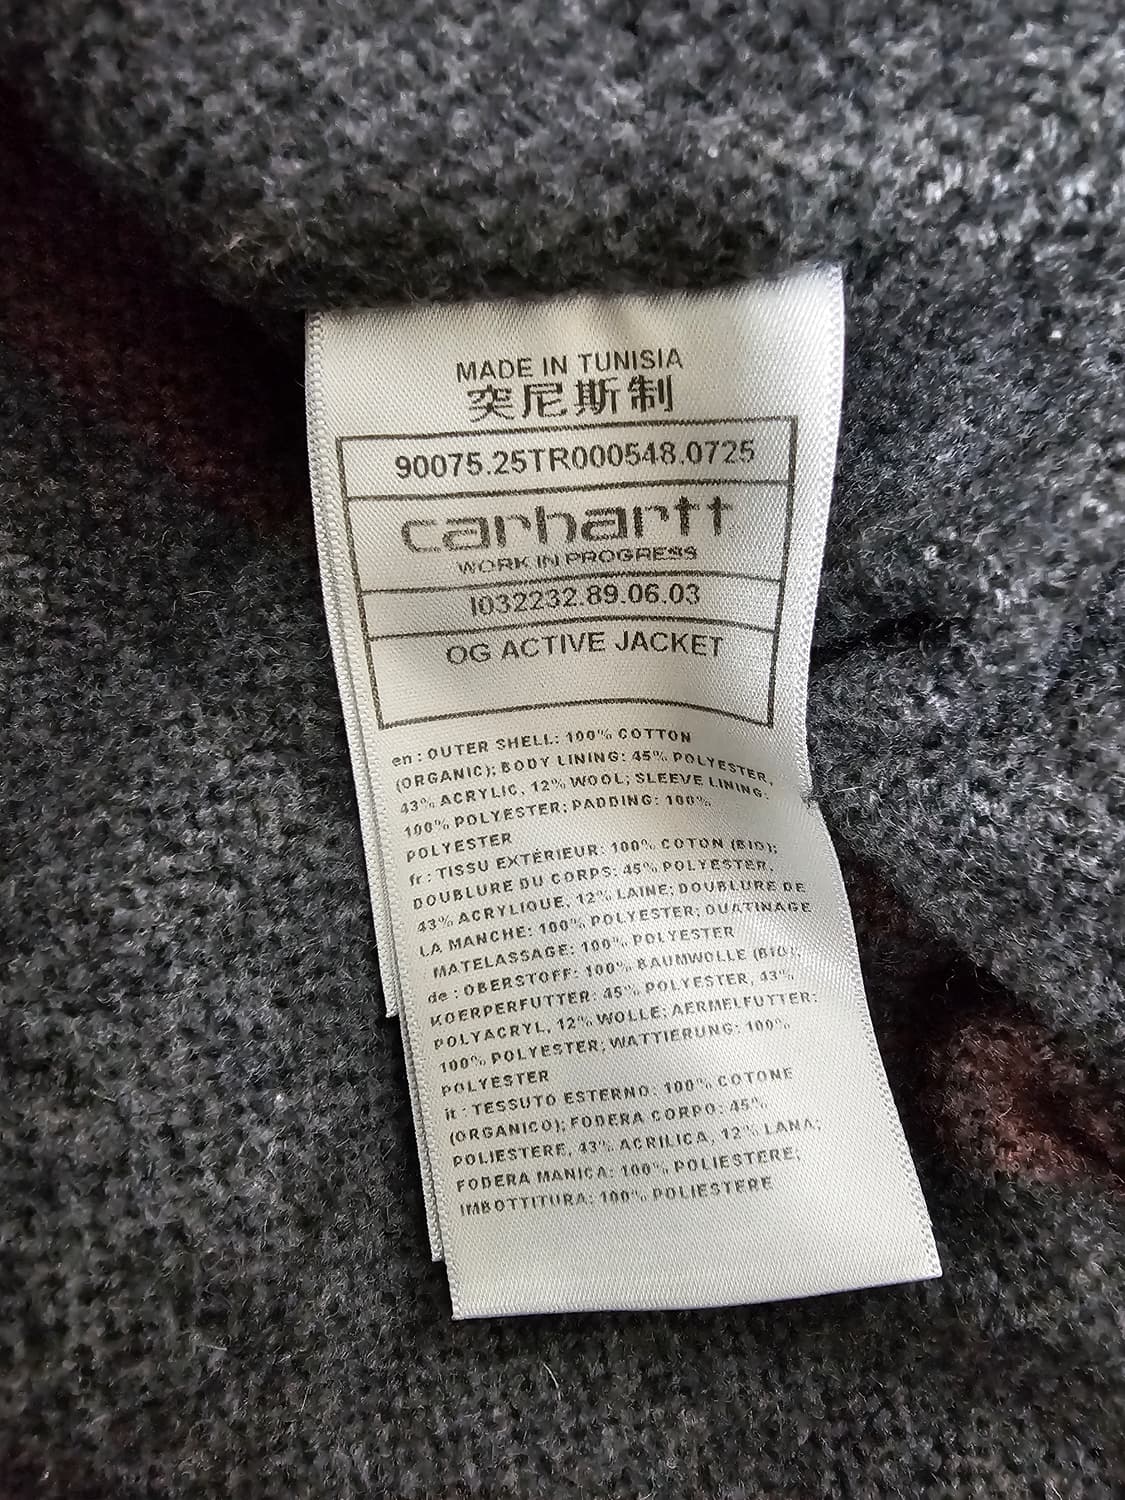 MADE IN TUNISIA
突尼斯制
90075.25TR000548.0725
carhartt
WORK IN PROGRESS
I032232.89.06.03
OG ACTIVE JACKET
en : OUTER SHELL: 100% COTTON
(ORGANIC); BODY LINING: 45% POLYESTER,
43% ACRYLIC, 12% WOOL; SLEEVE LINING:
100% POLYESTER; PADDING: 100%
POLYESTER
fr : TISSU EXTÉRIEUR: 100% COTON (BIO);
DOUBLURE DU CORPS: 45% POLYESTER,
43% ACRYLIQUE, 12% LAINE; DOUBLURE DE
LA MANCHE: 100% POLYESTER; OUATINAGE
MATELASSAGE: 100% POLYESTER
de : OBERSTOFF: 100% BAUMWOLLE (BIO);
KOERPERFUTTER: 45% POLYESTER, 43%
POLYACRYL, 12% WOLLE; AERMELFUTTER:
100% POLYESTER; WATTIERUNG: 100%
POLYESTER
it : TESSUTO ESTERNO: 100% COTONE
(ORGANICO); FODERA CORPO: 45%
POLIESTERE, 43% ACRILICA, 12% LANA;
FODERA MANICA: 100% POLIESTERE;
IMBOTTITURA: 100% POLIESTERE